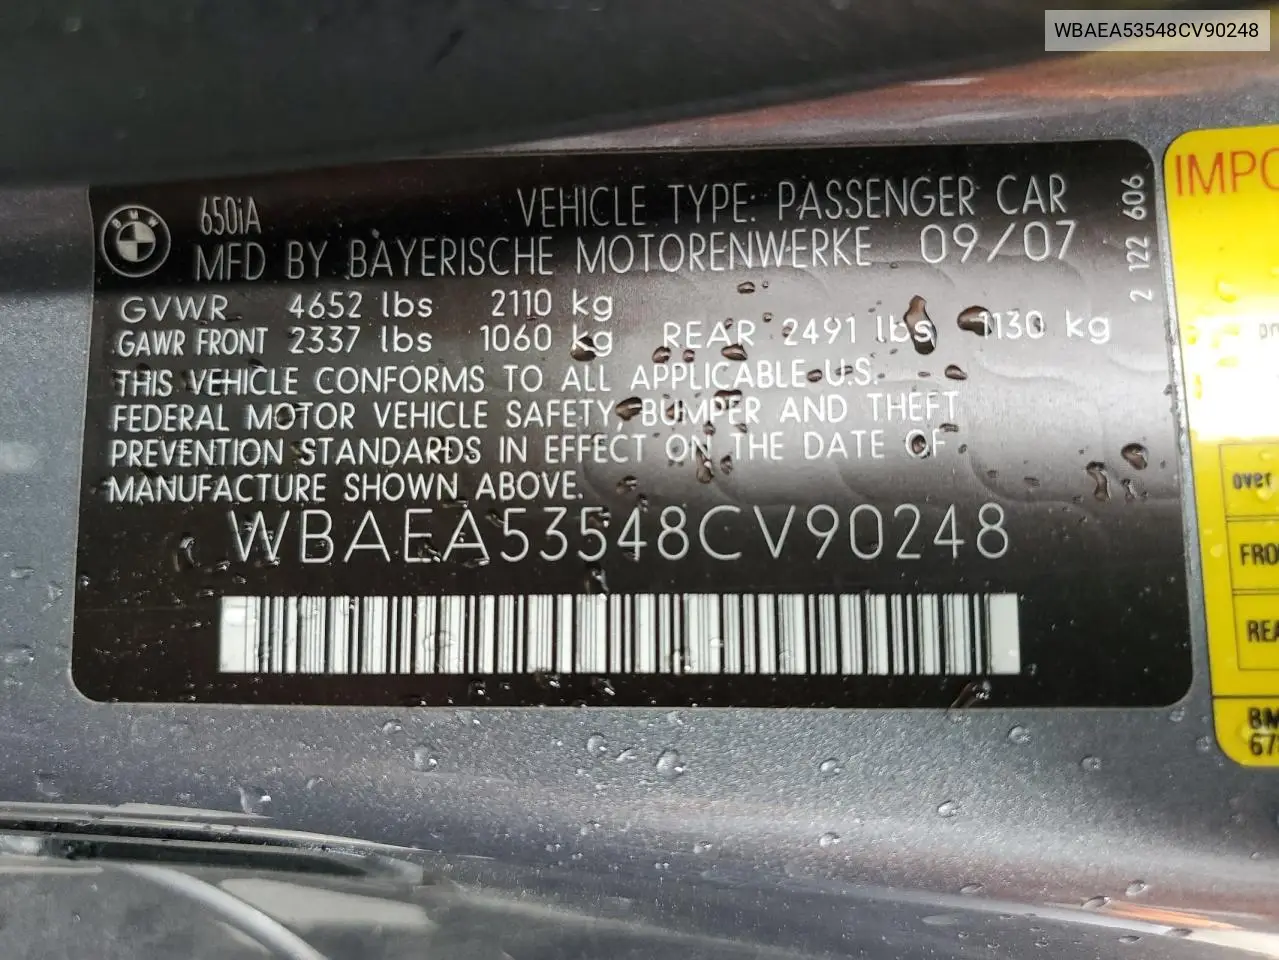 WBAEA53548CV90248
BMW
650iA
VEHICLE TYPE: PASSENGER CAR
MFD BY BAYERISCHE MOTORENWERKE 09/07
GVWR 4652 lbs 2110 kg
GAWR FRONT 2337 lbs 1060 kg REAR 2491 lbs 1130 kg
THIS VEHICLE CONFORMS TO ALL APPLICABLE U.S.
FEDERAL MOTOR VEHICLE SAFETY, BUMPER AND THEFT
PREVENTION STANDARDS IN EFFECT ON THE DATE OF
MANUFACTURE SHOWN ABOVE.
WBAEA53548CV90248
2 122 606
IMPO
over
FRO
REA
BM
67